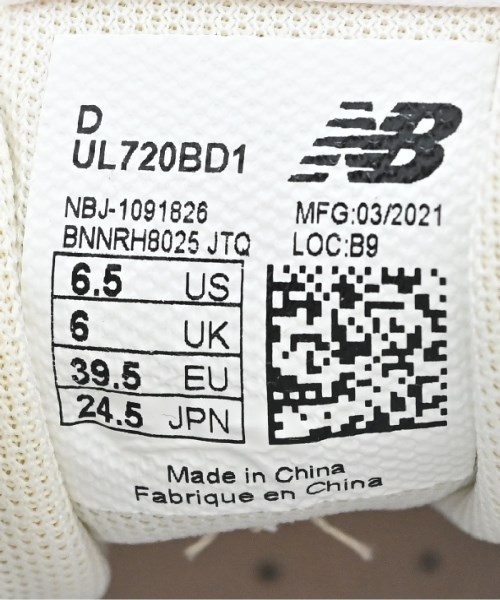 D
UL720BD1
NB
NBJ-1091826
MFG:03/2021
BNNRH8025 JTQ
LOC:B9
6.5 US
6 UK
39.5 EU
24.5 JPN
Made in China
Fabrique en China